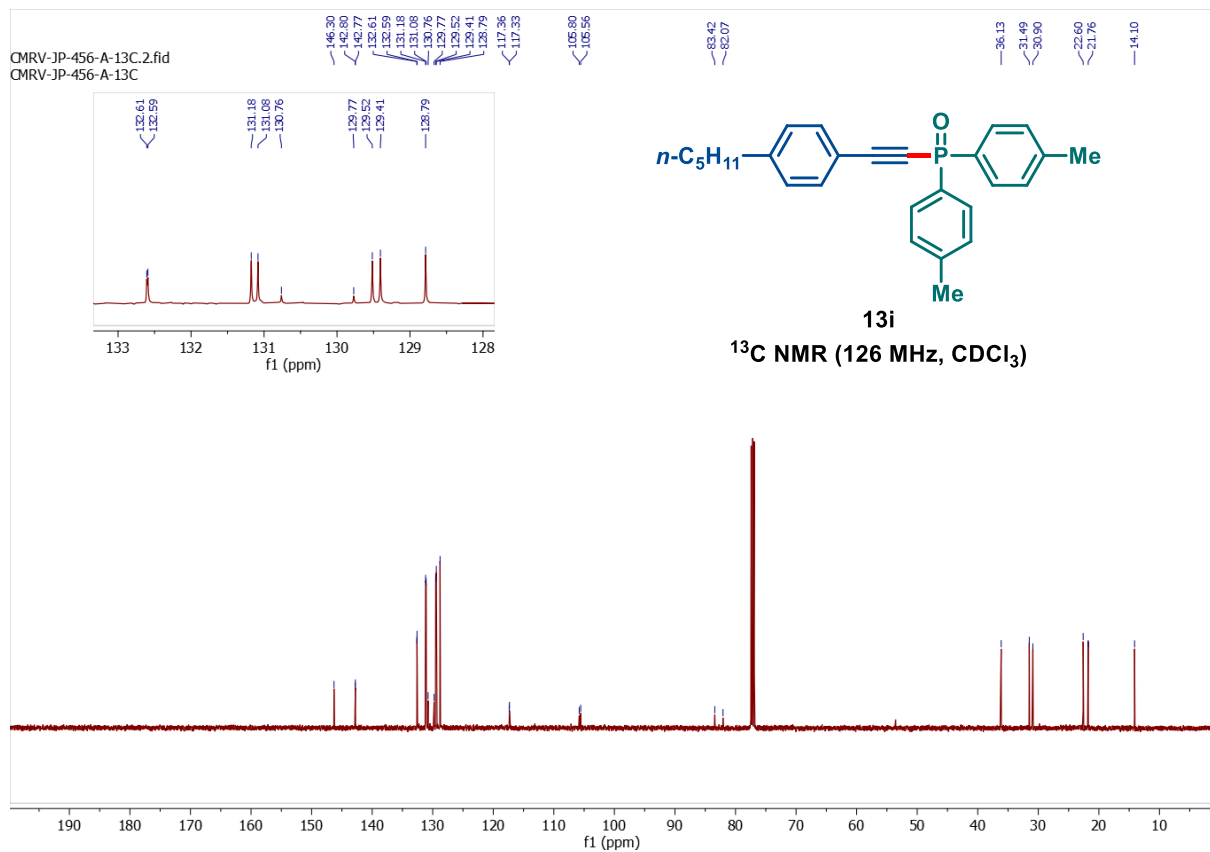 146.30
142.80
142.77
132.61
132.59
131.18
131.08
130.76
129.77
129.52
129.41
128.79
117.36
117.33
105.80
105.56
83.42
82.07
36.13
31.49
30.90
22.60
21.76
14.10
CMRV-JP-456-A-13C.2.fid
CMRV-JP-456-A-13C
132.61
132.59
131.18
131.08
130.76
129.77
129.52
129.41
128.79
133 132 131 130 129 128
f1 (ppm)
O
n-C₅H₁₁
P
Me
Me
13i
¹³C NMR (126 MHz, CDCl₃)
190 180 170 160 150 140 130 120 110 100 90 80 70 60 50 40 30 20 10
f1 (ppm)